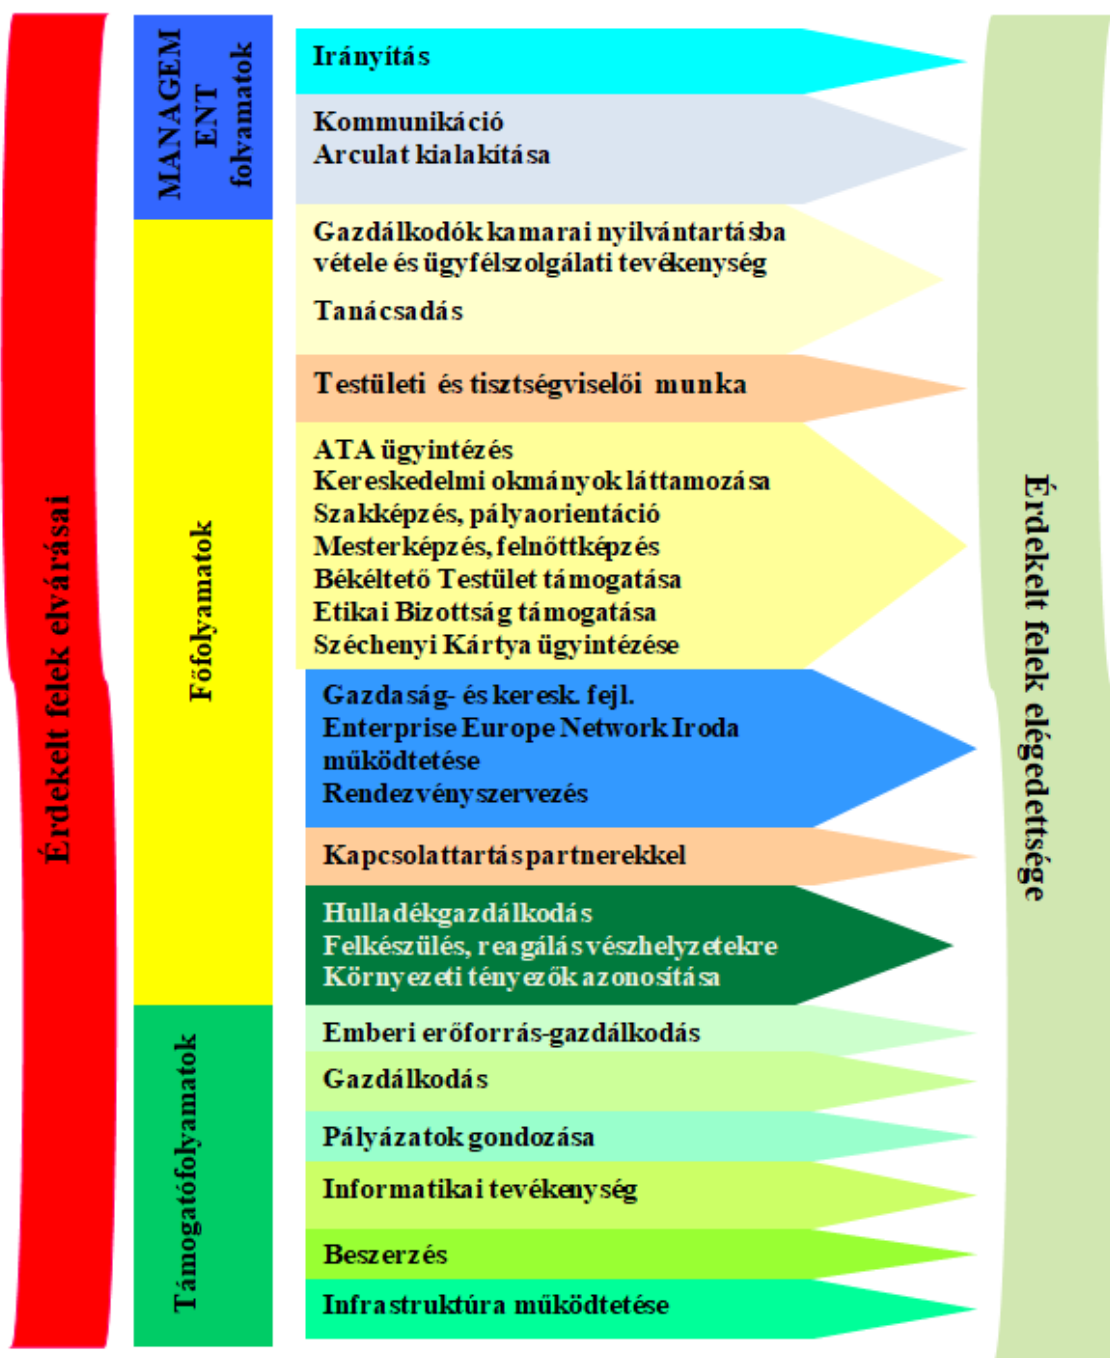 Érdekelt felek elvárásai
MANAGEM
ENT
folyamatok
Irányítás
Kommunikáció
Arculat kialakítása
Főfolyamatok
Gazdálkodók kamarai nyilvántartásba
vétele és ügyfélszolgálati tevékenység
Tanácsadás
Testületi és tisztségviselői munka
ATA ügyintézés
Kereskedelmi okmányok láttamozása
Szakképzés, pályaorientáció
Mesterképzés, felnőttképzés
Békéltető Testület támogatása
Etikai Bizottság támogatása
Széchenyi Kártya ügyintézése
Gazdaság- és keresk. fejl.
Enterprise Europe Network Iroda
működtetése
Rendezvényszervezés
Kapcsolattartás partnerekkel
Hulladékgazdálkodás
Felkészülés, reagálás vészhelyzetekre
Környezeti tényezők azonosítása
Támogatófolyamatok
Emberi erőforrás-gazdálkodás
Gazdálkodás
Pályázatok gondozása
Informatikai tevékenység
Beszerzés
Infrastruktúra működtetése
Érdekelt felek elégedettsége